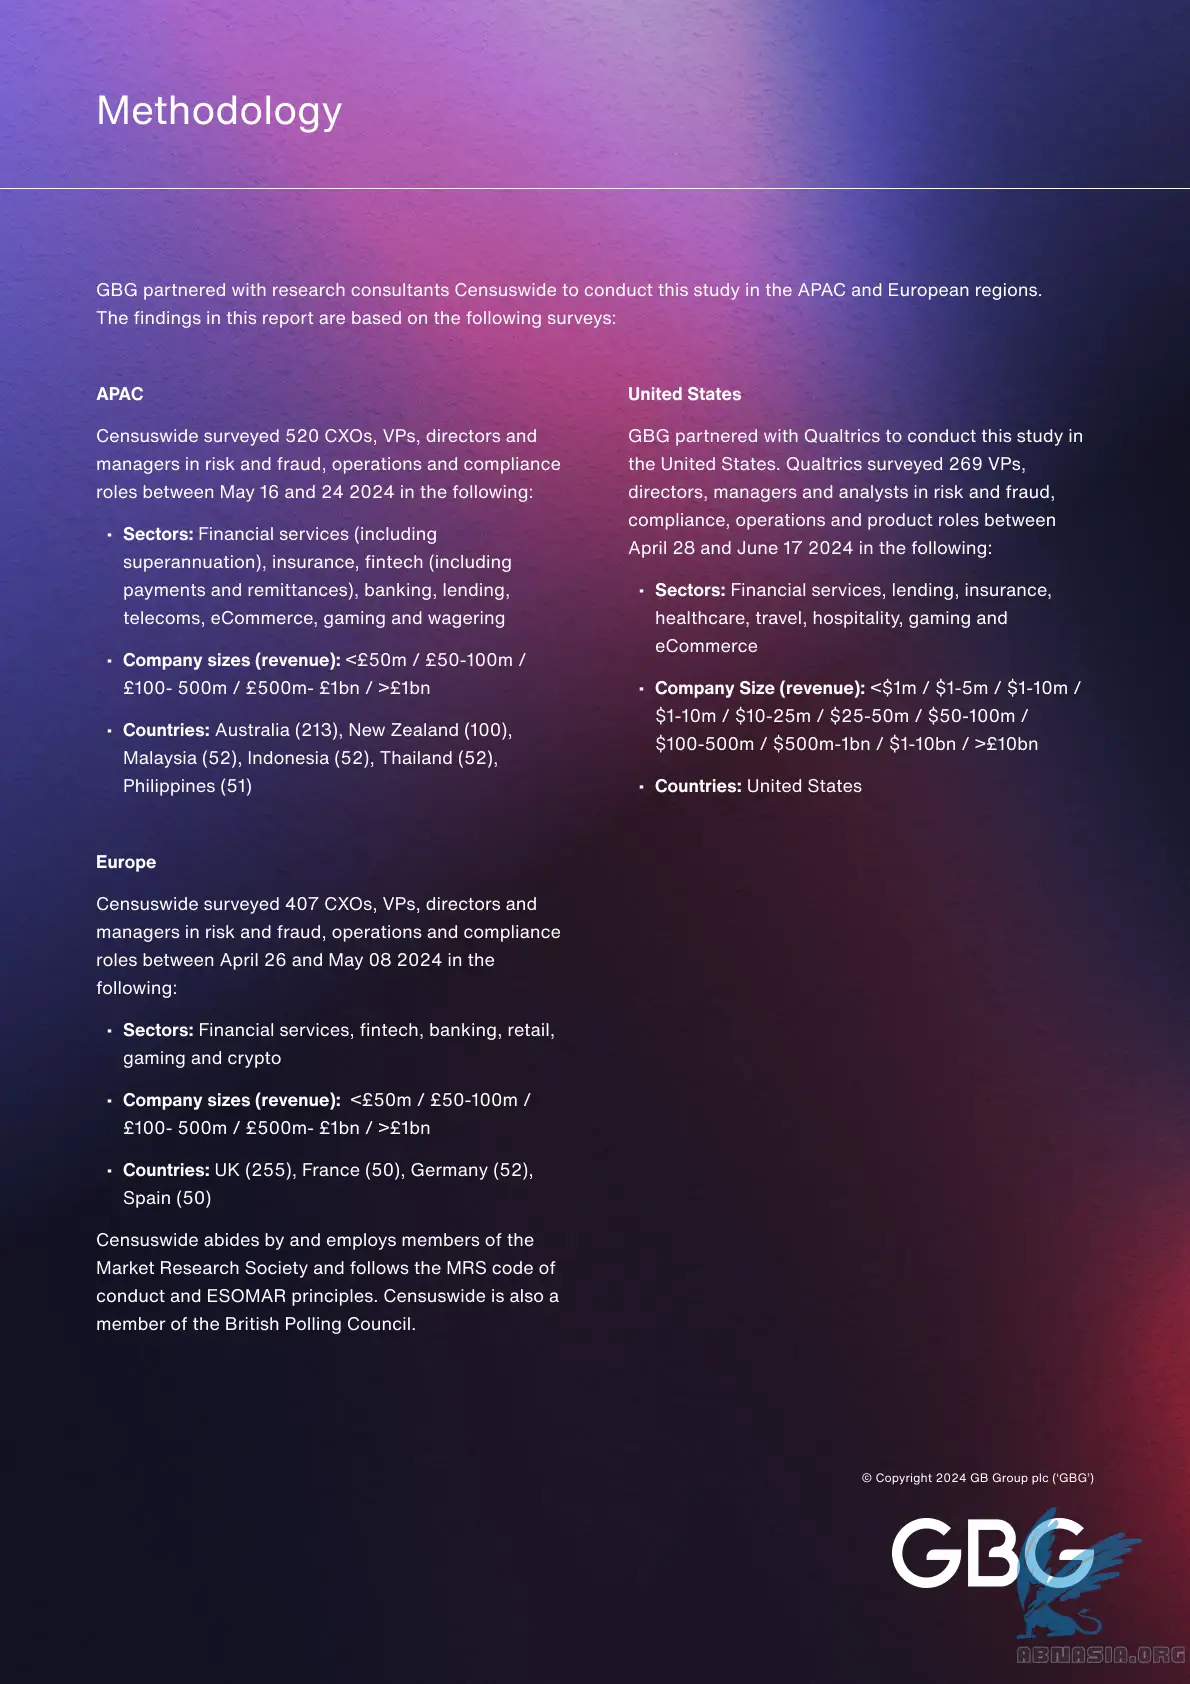 Methodology
GBG partnered with research consultants Censuswide to conduct this study in the APAC and European regions.
The findings in this report are based on the following surveys:
APAC
Censuswide surveyed 520 CXOs, VPs, directors and
managers in risk and fraud, operations and compliance
roles between May 16 and 24 2024 in the following:
• Sectors: Financial services (including
superannuation), insurance, fintech (including
payments and remittances), banking, lending,
telecoms, eCommerce, gaming and wagering
• Company sizes (revenue): <£50m / £50-100m /
£100- 500m / £500m- £1bn / >£1bn
• Countries: Australia (213), New Zealand (100),
Malaysia (52), Indonesia (52), Thailand (52),
Philippines (51)
Europe
Censuswide surveyed 407 CXOs, VPs, directors and
managers in risk and fraud, operations and compliance
roles between April 26 and May 08 2024 in the
following:
• Sectors: Financial services, fintech, banking, retail,
gaming and crypto
• Company sizes (revenue): <£50m / £50-100m /
£100- 500m / £500m- £1bn / >£1bn
• Countries: UK (255), France (50), Germany (52),
Spain (50)
Censuswide abides by and employs members of the
Market Research Society and follows the MRS code of
conduct and ESOMAR principles. Censuswide is also a
member of the British Polling Council.
United States
GBG partnered with Qualtrics to conduct this study in
the United States. Qualtrics surveyed 269 VPs,
directors, managers and analysts in risk and fraud,
compliance, operations and product roles between
April 28 and June 17 2024 in the following:
• Sectors: Financial services, lending, insurance,
healthcare, travel, hospitality, gaming and
eCommerce
• Company Size (revenue): <$1m / $1-5m / $1-10m /
$1-10m / $10-25m / $25-50m / $50-100m /
$100-500m / $500m-1bn / $1-10bn / >£10bn
• Countries: United States
© Copyright 2024 GB Group plc ('GBG')
GBG
ABNASIA.ORG